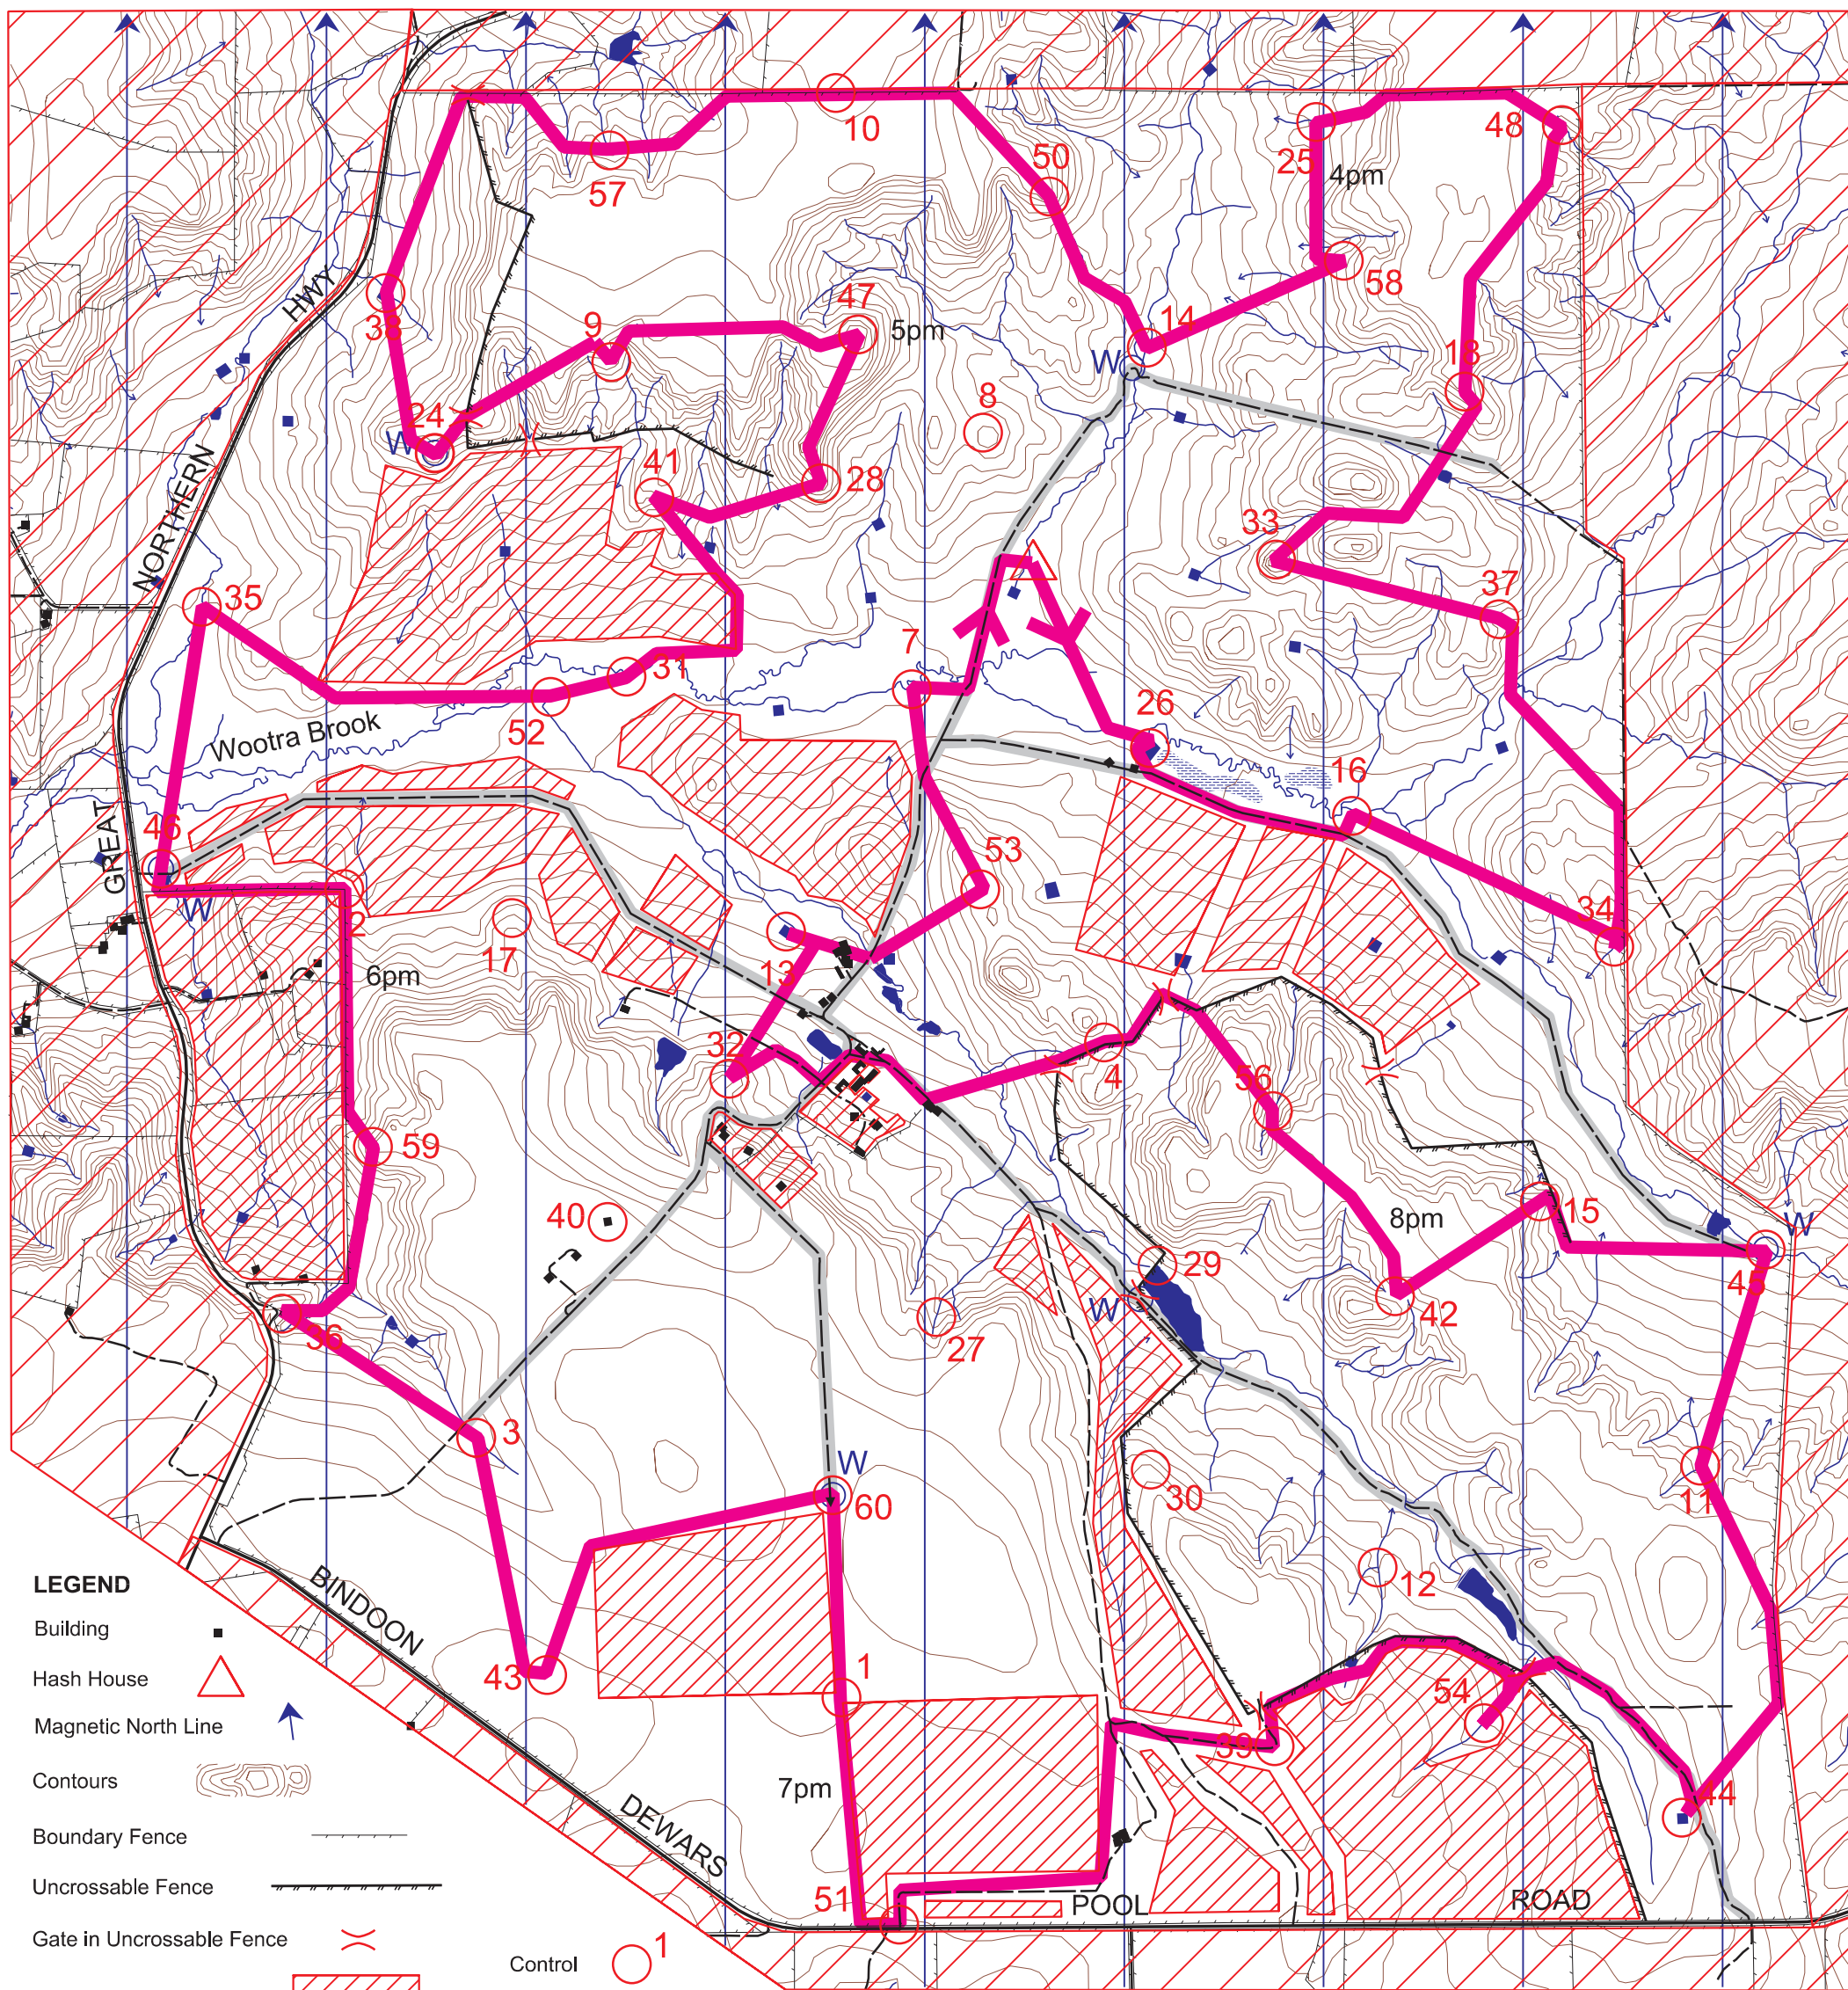 10
48
57
50
25
4pm
58
HWY
38
9
47
5pm
14
W
18
8
24
W
NORTHERN
41
28
33
35
37
7
31
26
52
Wootra Brook
16
GREAT
46
W
2
53
34
17
13
6pm
32
4
56
59
40
15
8pm
W
29
45
W
42
36
27
3
W
60
30
11
12
BINDOON
43
1
54
39
7pm
44
DEWARS
51
POOL
ROAD
LEGEND
Building
Hash House
Magnetic North Line
Contours
Boundary Fence
Uncrossable Fence
Gate in Uncrossable Fence
Control
1